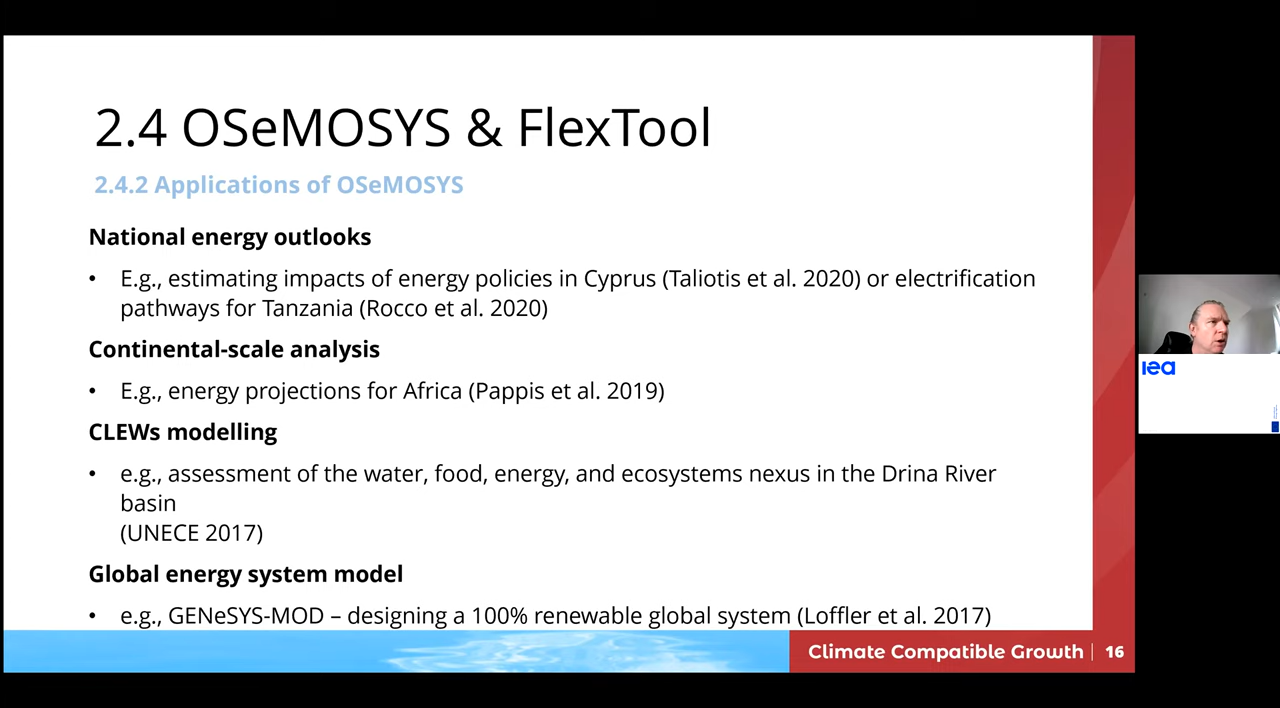 2.4 OSeMOSYS & FlexTool
2.4.2 Applications of OSeMOSYS
National energy outlooks
• E.g., estimating impacts of energy policies in Cyprus (Taliotis et al. 2020) or electrification
pathways for Tanzania (Rocco et al. 2020)
Continental-scale analysis
• E.g., energy projections for Africa (Pappis et al. 2019)
CLEWs modelling
• e.g., assessment of the water, food, energy, and ecosystems nexus in the Drina River
basin
(UNECE 2017)
Global energy system model
• e.g., GENeSYS-MOD – designing a 100% renewable global system (Loffler et al. 2017)
Climate Compatible Growth | 16
iea